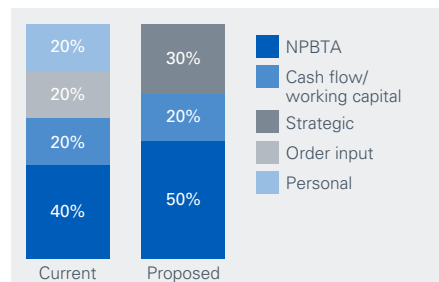 20%
20%
20%
40%
Current
30%
20%
50%
Proposed
NPBTA
Cash flow/
working capital
Strategic
Order input
Personal